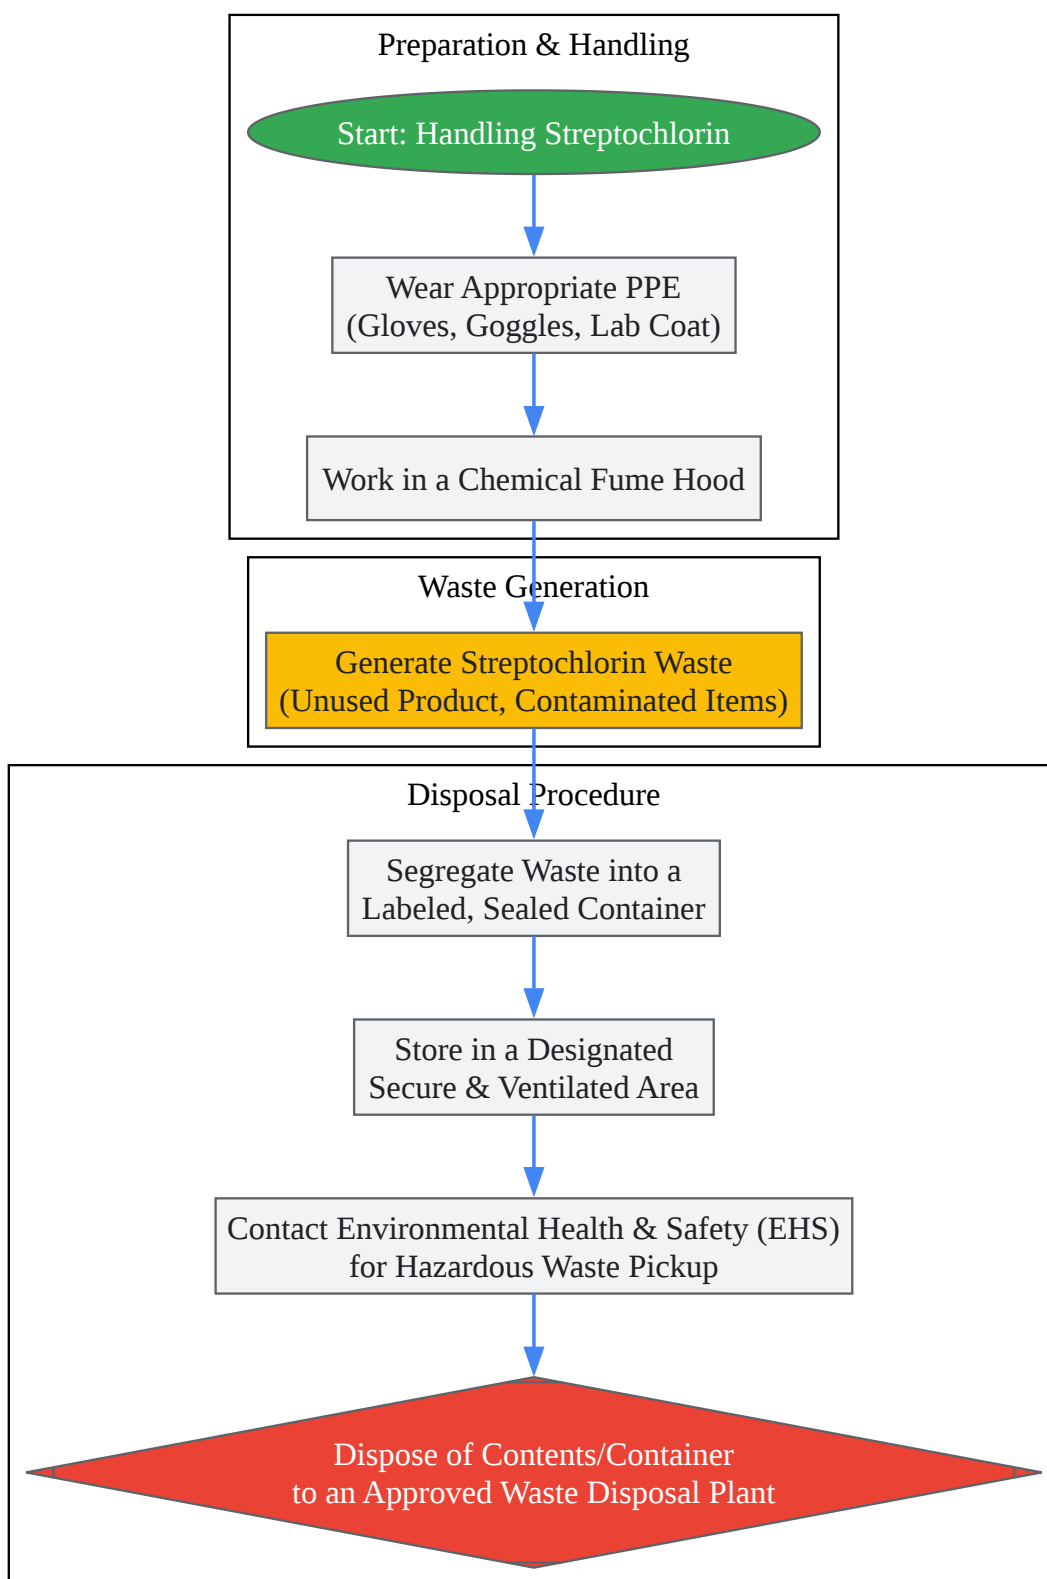 Preparation & Handling
Start: Handling Streptochlorin
Wear Appropriate PPE
(Gloves, Goggles, Lab Coat)
Work in a Chemical Fume Hood
Waste Generation
Generate Streptochlorin Waste
(Unused Product, Contaminated Items)
Disposal Procedure
Segregate Waste into a
Labeled, Sealed Container
Store in a Designated
Secure & Ventilated Area
Contact Environmental Health & Safety (EHS)
for Hazardous Waste Pickup
Dispose of Contents/Container
to an Approved Waste Disposal Plant